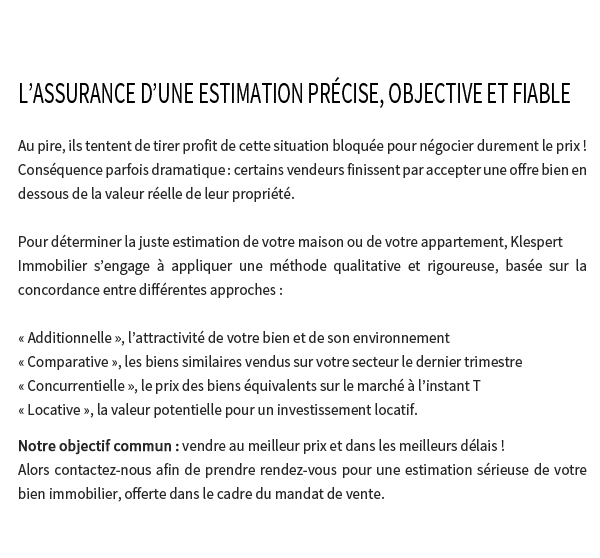 L’ASSURANCE D’UNE ESTIMATION PRÉCISE, OBJECTIVE ET FIABLE
Au pire, ils tentent de tirer profit de cette situation bloquée pour négocier durement le prix !
Conséquence parfois dramatique : certains vendeurs finissent par accepter une offre bien en
dessous de la valeur réelle de leur propriété.
Pour déterminer la juste estimation de votre maison ou de votre appartement, Klespert
Immobilier s’engage à appliquer une méthode qualitative et rigoureuse, basée sur la
concordance entre différentes approches :
« Additionnelle », l’attractivité de votre bien et de son environnement
« Comparative », les biens similaires vendus sur votre secteur le dernier trimestre
« Concurrentielle », le prix des biens équivalents sur le marché à l’instant T
« Locative », la valeur potentielle pour un investissement locatif.
Notre objectif commun : vendre au meilleur prix et dans les meilleurs délais !
Alors contactez-nous afin de prendre rendez-vous pour une estimation sérieuse de votre
bien immobilier, offerte dans le cadre du mandat de vente.